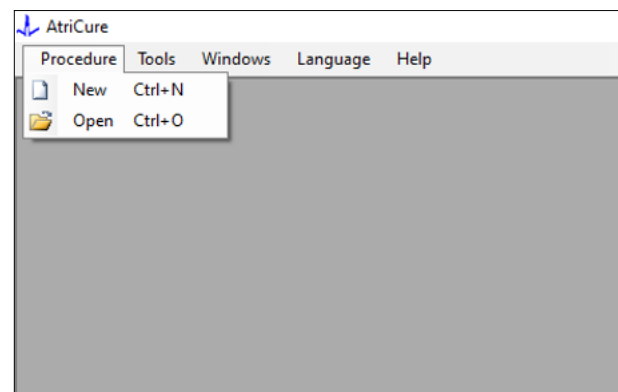 AtriCure
Procedure Tools Windows Language Help
New Ctrl+N
Open Ctrl+O